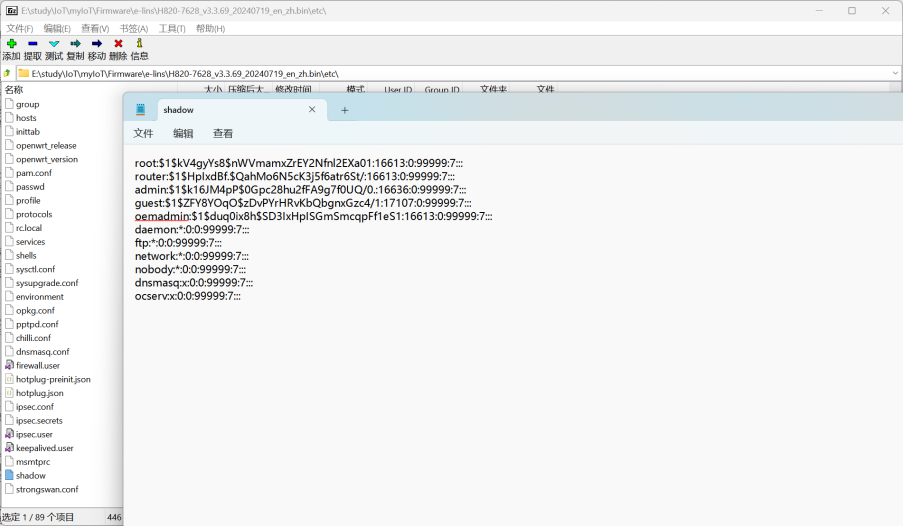 E:\study\IoT\myIoT\Firmware\e-lins\H820-7628_v3.3.69_20240719_en_zh.bin\etc\
文件(F) 编辑(E) 查看(V) 书签(A) 工具(T) 帮助(H)
添加 提取 测试 复制 移动 删除 信息
E:\study\IoT\myIoT\Firmware\e-lins\H820-7628_v3.3.69_20240719_en_zh.bin\etc\
名称 大小 压缩后大... 修改时间 模式 User ID Group ID 文件夹 文件
group
hosts
inittab
openwrt_release
openwrt_version
pam.conf
passwd
profile
protocols
rc.local
services
shells
sysctl.conf
sysupgrade.conf
environment
opkg.conf
pptpd.conf
chilli.conf
dnsmasq.conf
firewall.user
hotplug-preinit.json
hotplug.json
ipsec.conf
ipsec.secrets
ipsec.user
keepalived.user
msmtprc
shadow
strongswan.conf
选定 1 / 89 个项目 446
shadow
文件 编辑 查看
root:$1$kV4gyYs8$nWVmamxZrEY2Nfnl2EXa01:16613:0:99999:7:::
router:$1$HpIxdBf.$QahMo6N5cK3j5f6atr6St/:16613:0:99999:7:::
admin:$1$k16JM4pP$0Gpc28hu2fFA9g7f0UQ/0.:16636:0:99999:7:::
guest:$1$ZFY8YOqO$zDvPYrHRvKbQbgnxGzc4/1:17107:0:99999:7:::
oemadmin:$1$duq0ix8h$SD3IxHpISGmSmcqpFf1eS1:16613:0:99999:7:::
daemon:*:0:0:99999:7:::
ftp:*:0:0:99999:7:::
network:*:0:0:99999:7:::
nobody:*:0:0:99999:7:::
dnsmasq:x:0:0:99999:7:::
ocserv:x:0:0:99999:7:::